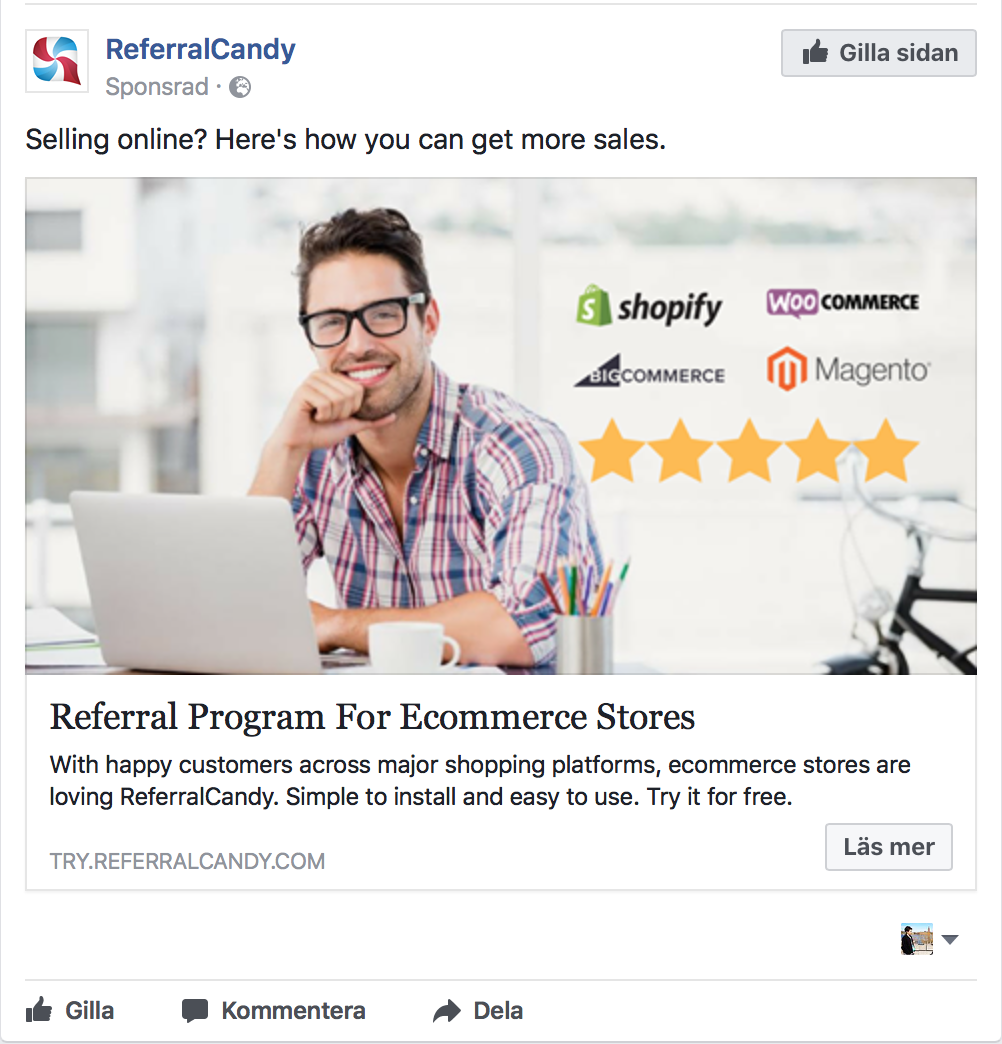 ReferralCandy
Gilla sidan
Sponsrad ·
Selling online? Here's how you can get more sales.
shopify
WOO COMMERCE
BIGCOMMERCE
Magento
Referral Program For Ecommerce Stores
With happy customers across major shopping platforms, ecommerce stores are
loving ReferralCandy. Simple to install and easy to use. Try it for free.
TRY.REFERRALCANDY.COM
Läs mer
Gilla
Kommentera
Dela